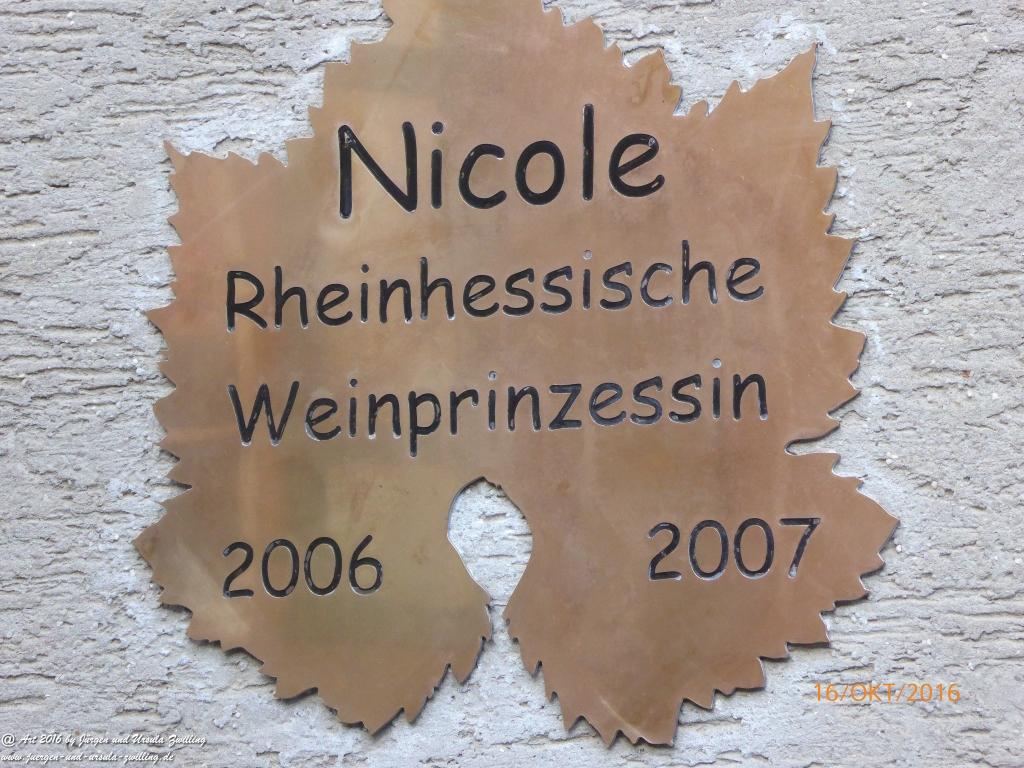 Nicole
Rheinhessische
Weinprinzessin
2006 2007
16/OKT/2016
@ Art 2016 by Jürgen und Ursula Zwilling
www.juergen-und-ursula-zwilling.de